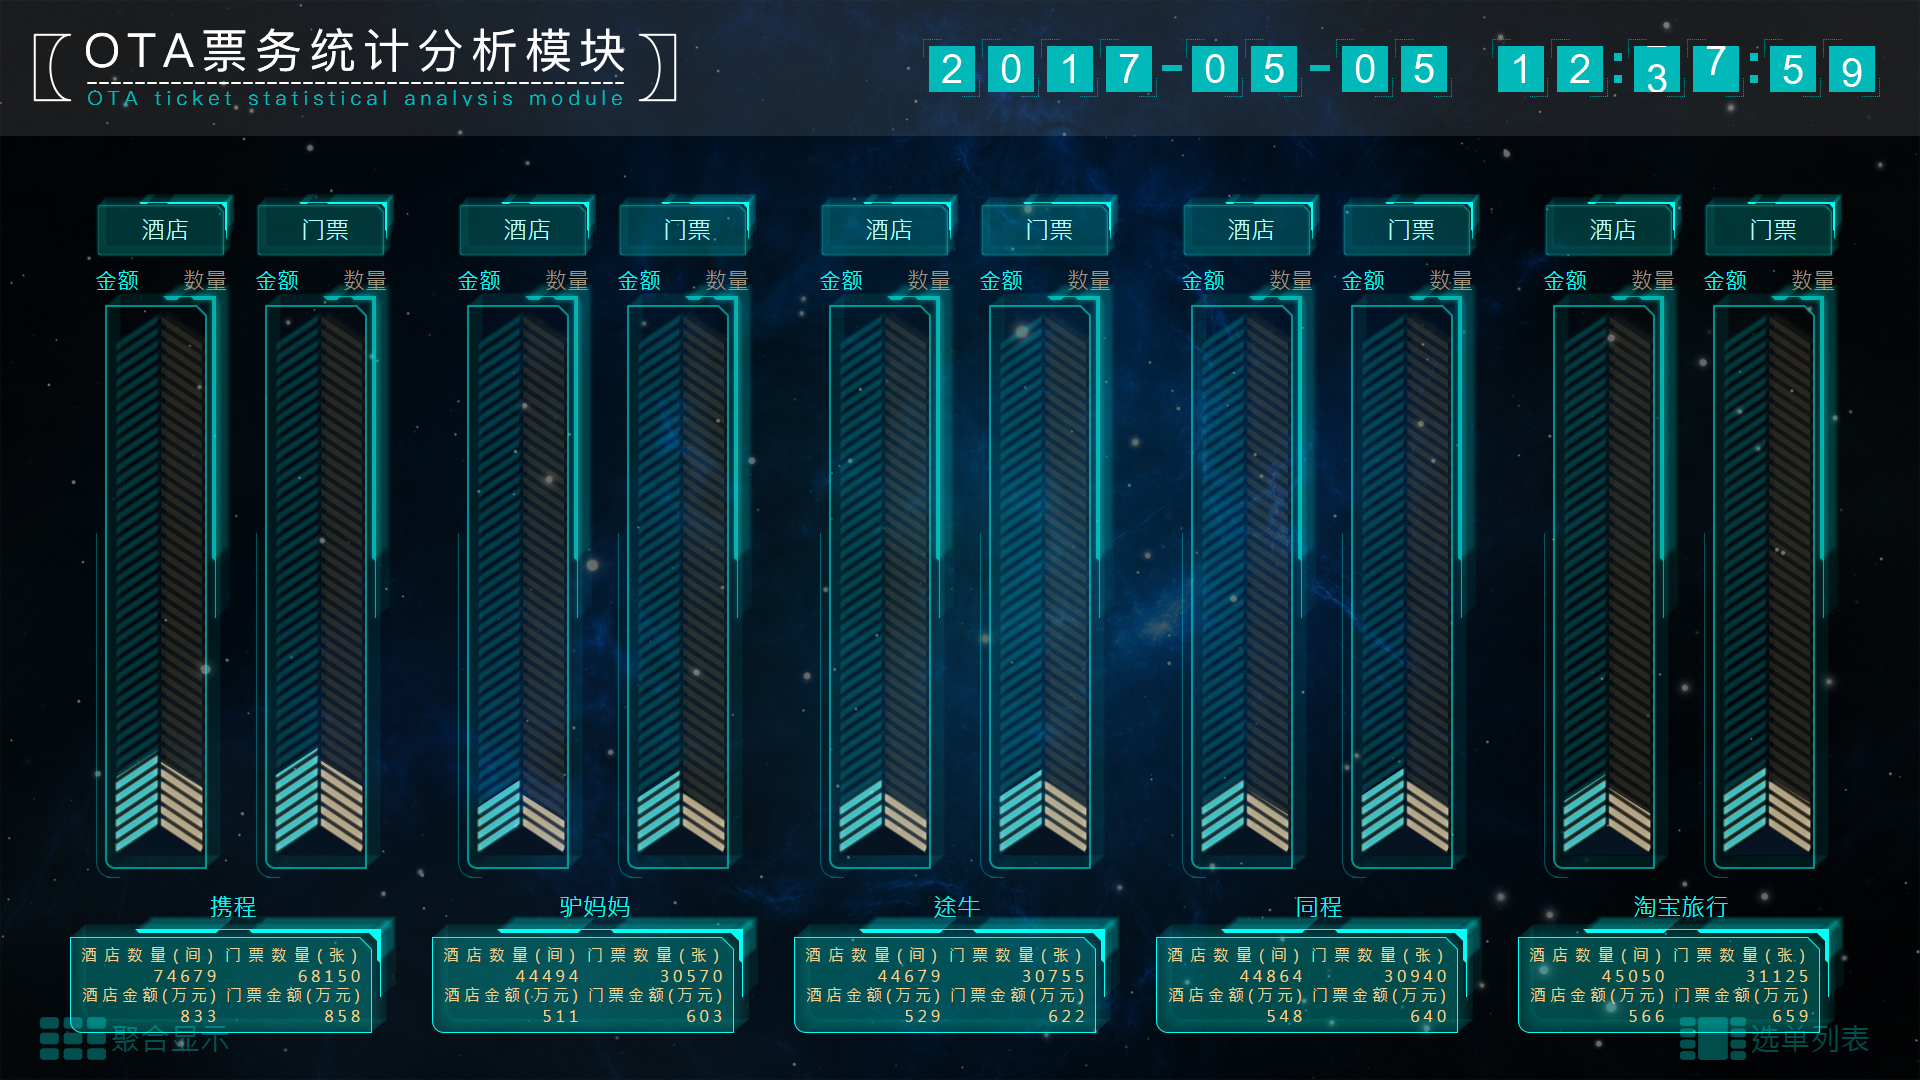 OTA票务统计分析模块
OTA ticket statistical analysis module
2017-05-05 12:37:59
酒店 门票 酒店 门票 酒店 门票 酒店 门票 酒店 门票
金额 数量 金额 数量 金额 数量 金额 数量 金额 数量 金额 数量 金额 数量 金额 数量 金额 数量 金额 数量
携程 驴妈妈 途牛 同程 淘宝旅行
酒店数量(间) 门票数量(张) 酒店数量(间) 门票数量(张) 酒店数量(间) 门票数量(张) 酒店数量(间) 门票数量(张) 酒店数量(间) 门票数量(张)
74679 68150 44494 30570 44679 30755 44864 30940 45050 31125
酒店金额(万元) 门票金额(万元) 酒店金额(万元) 门票金额(万元) 酒店金额(万元) 门票金额(万元) 酒店金额(万元) 门票金额(万元) 酒店金额(万元) 门票金额(万元)
833 858 511 603 529 622 548 640 566 659
聚合显示 选单列表